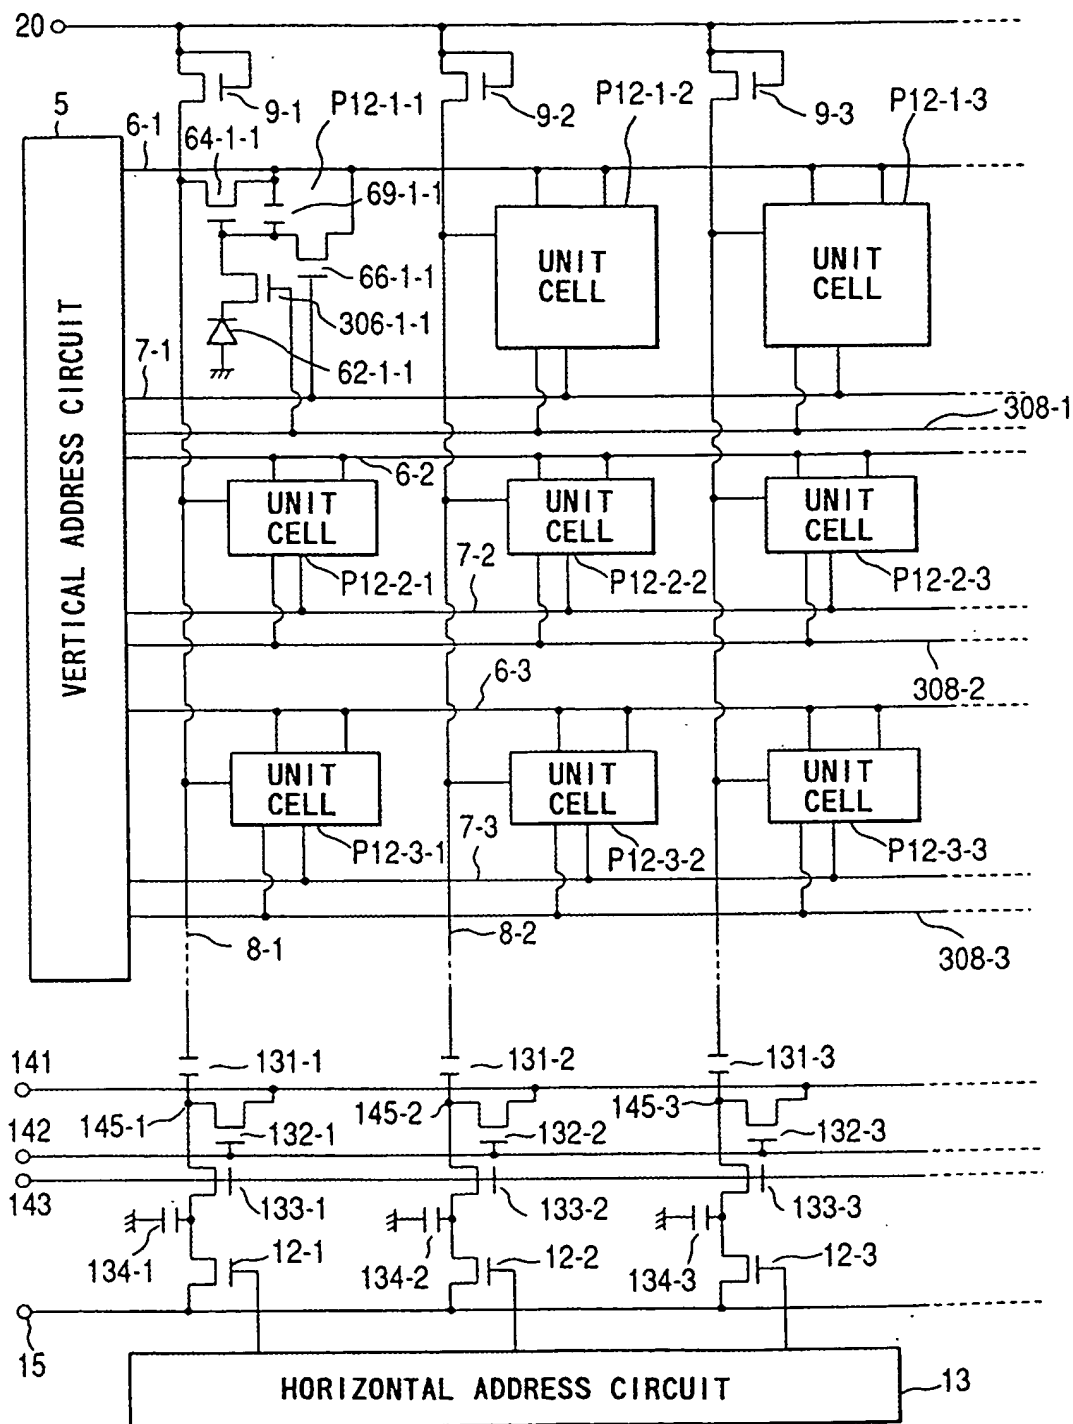 20
5
9-1
P12-1-1
9-2
P12-1-2
9-3
P12-1-3
6-1
64-1-1
69-1-1
66-1-1
306-1-1
62-1-1
UNIT
CELL
UNIT
CELL
VERTICAL ADDRESS CIRCUIT
7-1
308-1
6-2
UNIT
CELL
UNIT
CELL
UNIT
CELL
P12-2-1
7-2
P12-2-2
P12-2-3
308-2
6-3
UNIT
CELL
UNIT
CELL
UNIT
CELL
P12-3-1
7-3
P12-3-2
P12-3-3
8-1
8-2
308-3
141
131-1
131-2
131-3
145-1
145-2
145-3
142
132-1
132-2
132-3
143
133-1
133-2
133-3
134-1
12-1
134-2
12-2
134-3
12-3
15
HORIZONTAL ADDRESS CIRCUIT
13